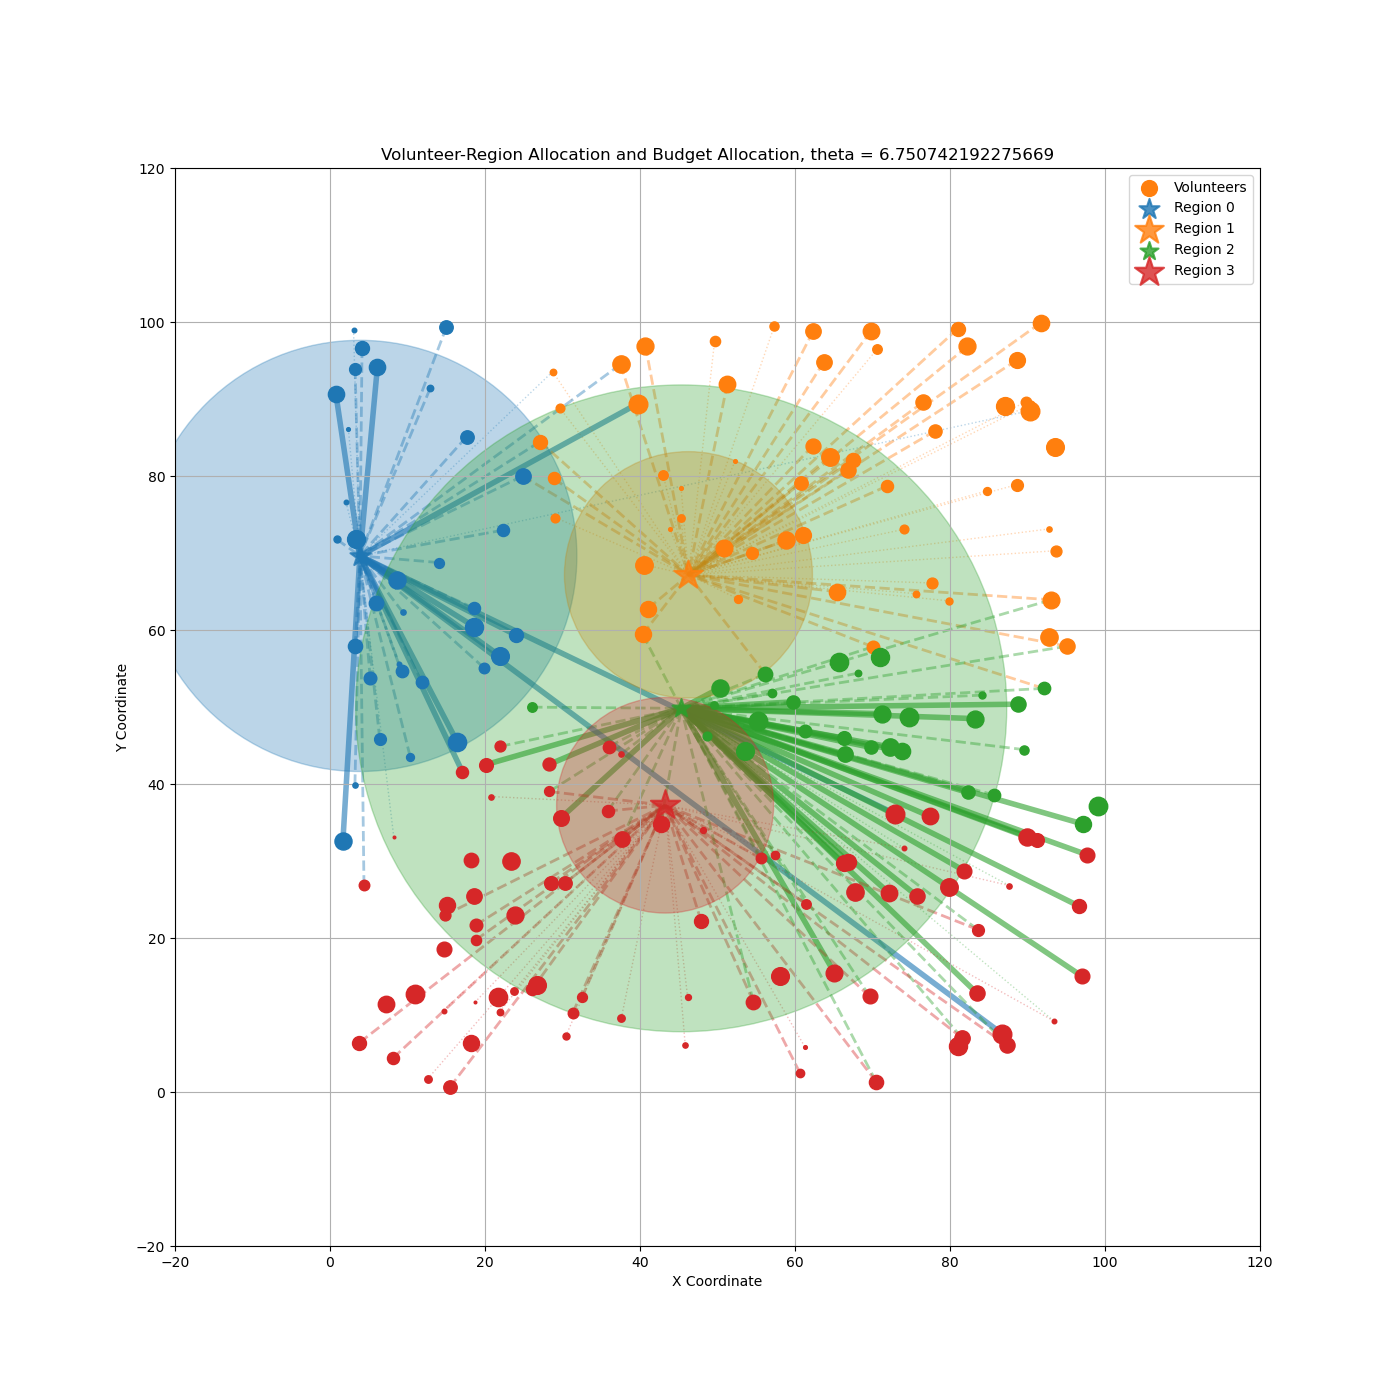 Volunteer-Region Allocation and Budget Allocation, theta = 6.750742192275669
120
100
80
60
40
20
0
−20
Y Coordinate
Volunteers
Region 0
Region 1
Region 2
Region 3
−20 0 20 40 60 80 100 120
X Coordinate